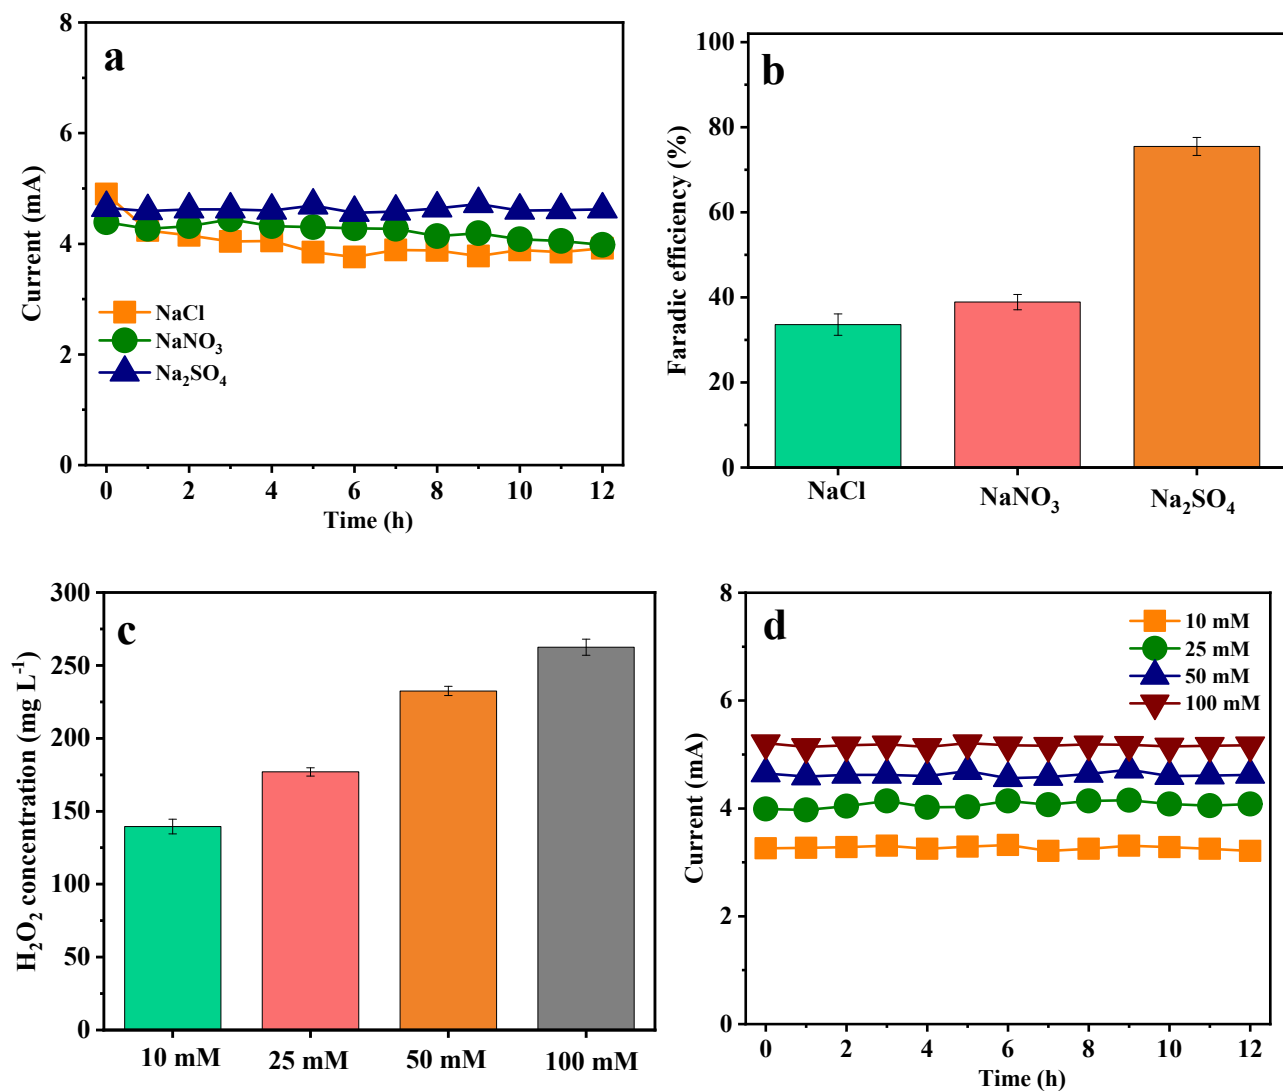 a
8
6
4
2
0
Current (mA)
NaCl
NaNO₃
Na₂SO₄
0 2 4 6 8 10 12
Time (h)
b
100
80
60
40
20
0
Faradic efficiency (%)
NaCl NaNO₃ Na₂SO₄
c
300
250
200
150
100
50
0
H₂O₂ concentration (mg L⁻¹)
10 mM 25 mM 50 mM 100 mM
d
8
6
4
2
0
Current (mA)
10 mM
25 mM
50 mM
100 mM
0 2 4 6 8 10 12
Time (h)